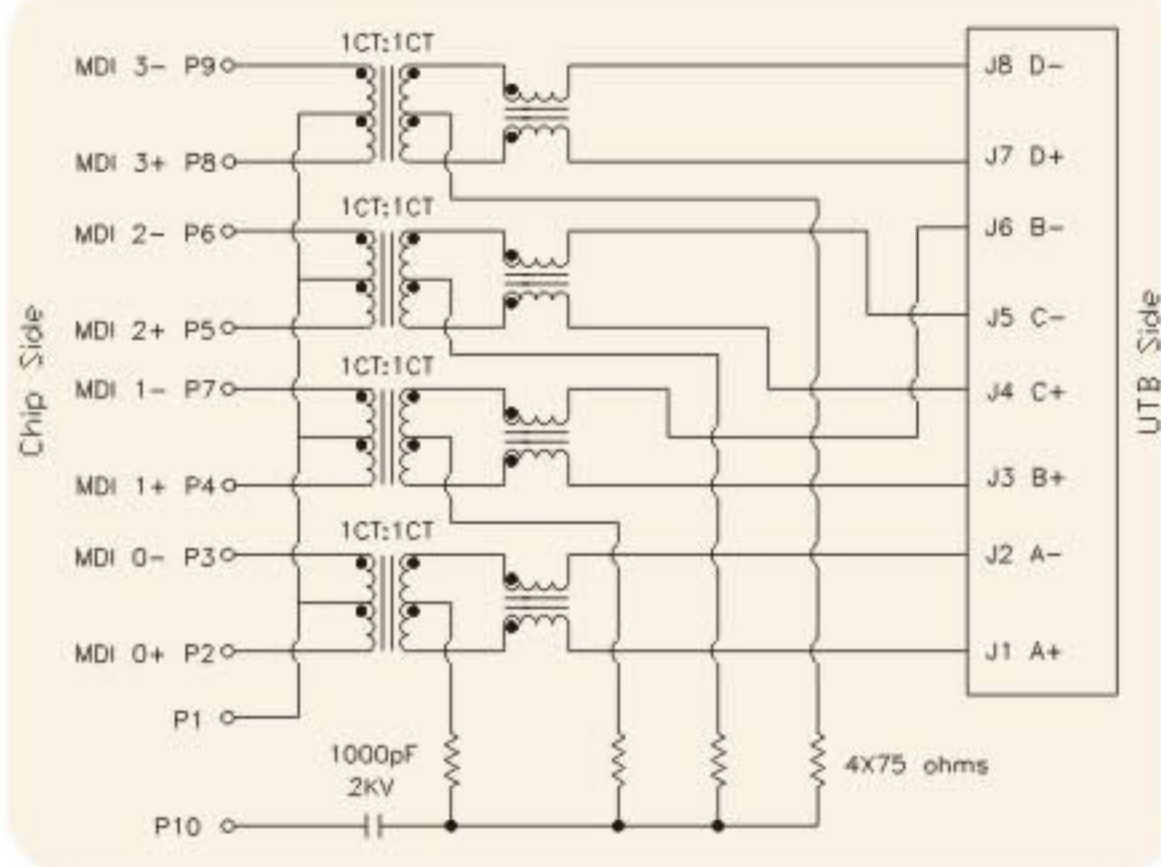 1CT:1CT
MDI 3- P9
J8 D-
MDI 3+ P8
J7 D+
1CT:1CT
MDI 2- P6
J6 B-
J5 C-
MDI 2+ P5
1CT:1CT
MDI 1- P7
J4 C+
MDI 1+ P4
J3 B+
1CT:1CT
MDI 0- P3
J2 A-
MDI 0+ P2
J1 A+
P1
1000pF
2KV
4X75 ohms
P10
Chip Side
UTB Side